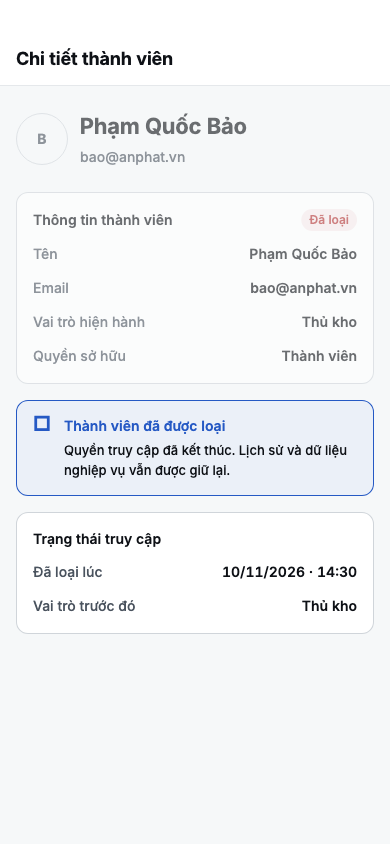 Chi tiết thành viên
B
Phạm Quốc Bảo
bao@anphat.vn
Thông tin thành viên
Đã loại
Tên
Phạm Quốc Bảo
Email
bao@anphat.vn
Vai trò hiện hành
Thủ kho
Quyền sở hữu
Thành viên
Thành viên đã được loại
Quyền truy cập đã kết thúc. Lịch sử và dữ liệu
nghiệp vụ vẫn được giữ lại.
Trạng thái truy cập
Đã loại lúc
10/11/2026 · 14:30
Vai trò trước đó
Thủ kho